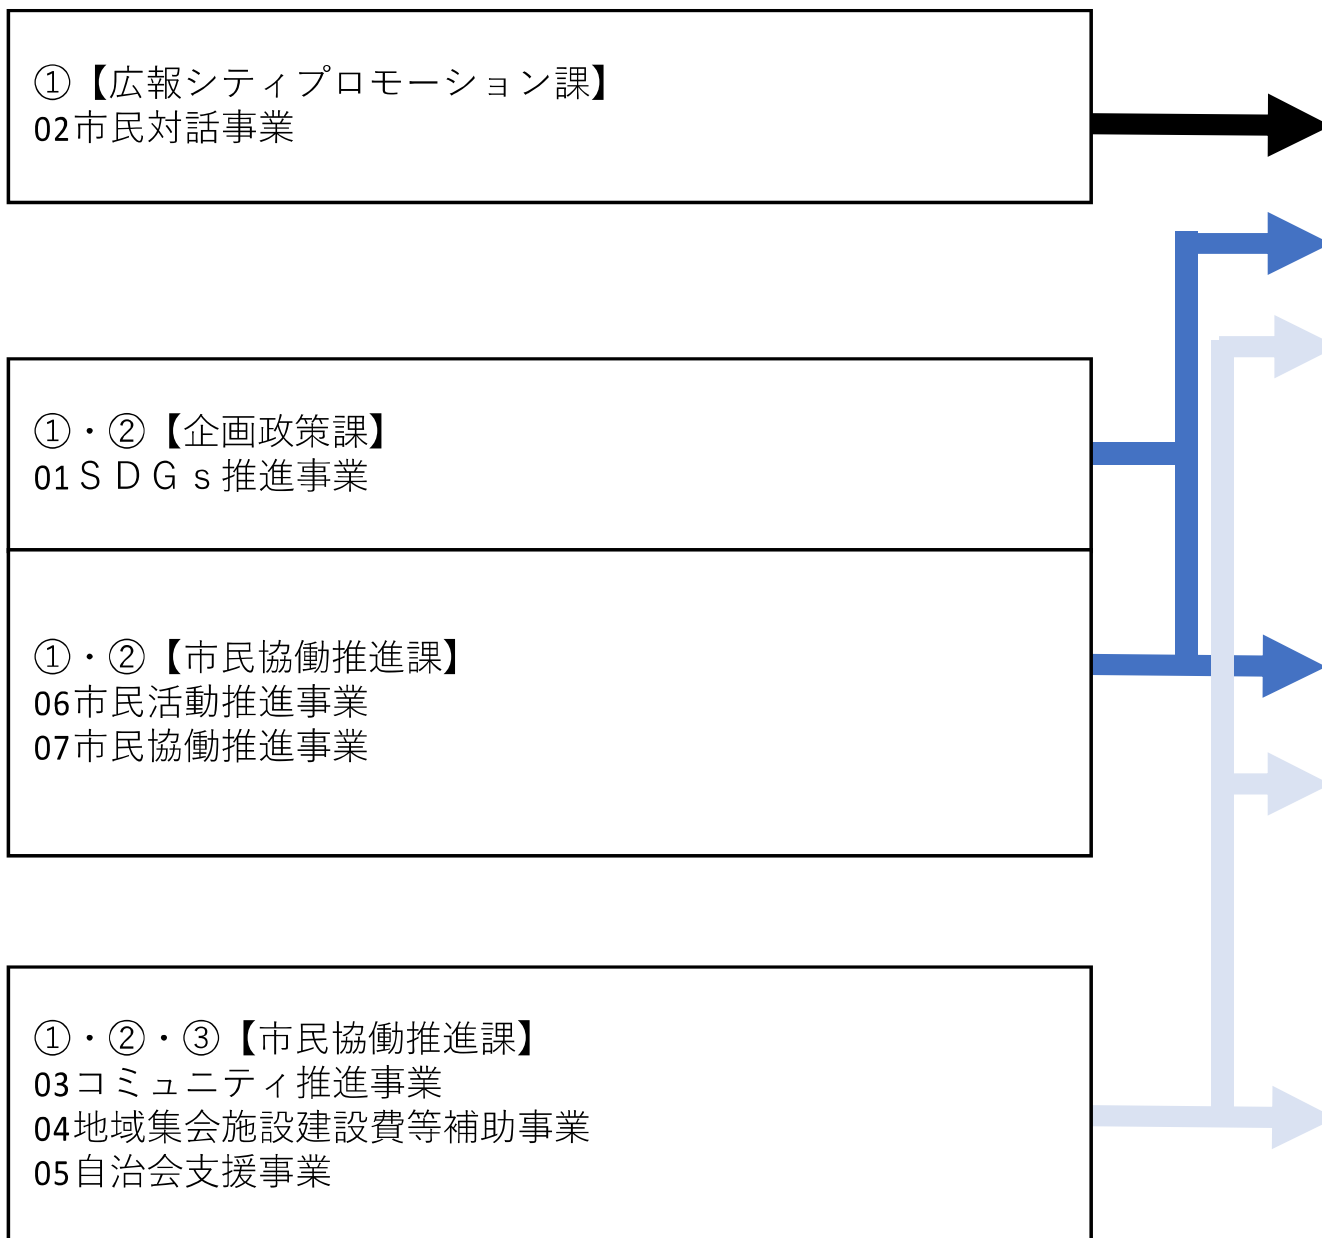 ①【広報シティプロモーション課】
02市民対話事業
①・②【企画政策課】
01ＳＤＧｓ推進事業
①・②【市民協働推進課】
06市民活動推進事業
07市民協働推進事業
①・②・③【市民協働推進課】
03コミュニティ推進事業
04地域集会施設建設費等補助事業
05自治会支援事業